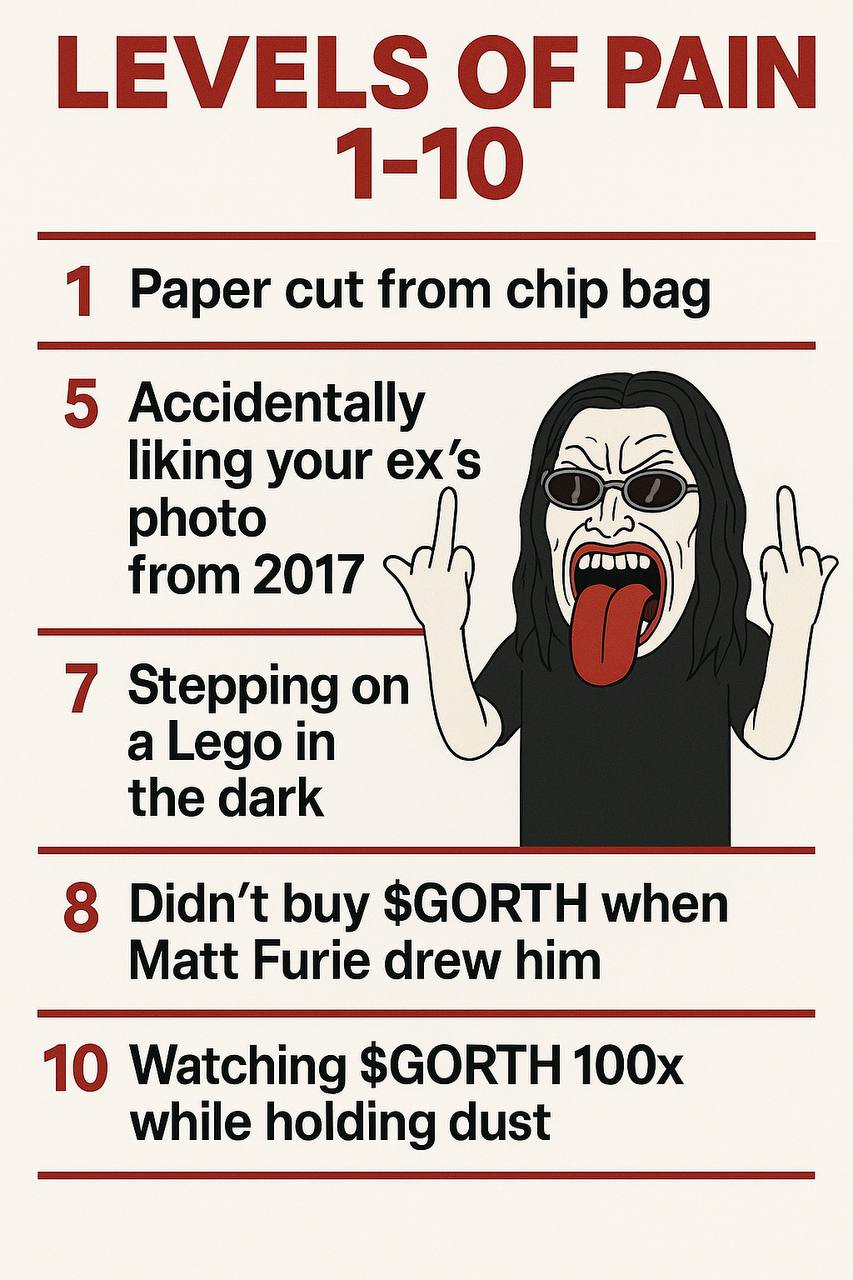 LEVELS OF PAIN
1-10
1 Paper cut from chip bag
5 Accidentally
liking your ex’s
photo
from 2017
7 Stepping on
a Lego in
the dark
8 Didn’t buy $GORTH when
Matt Furie drew him
10 Watching $GORTH 100x
while holding dust